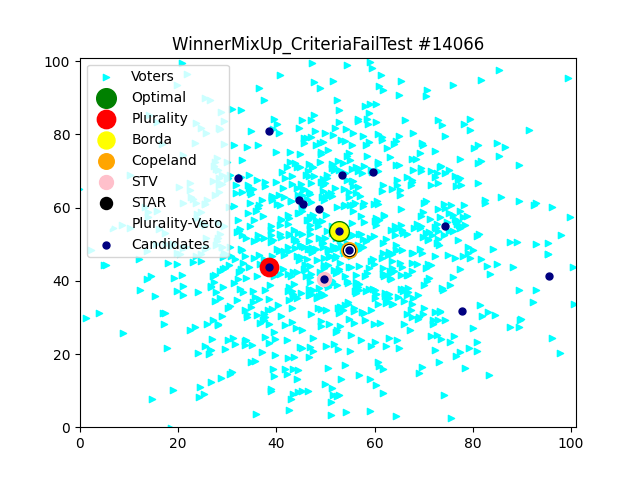 WinnerMixUp_CriteriaFailTest #14066
100
80
60
40
20
0
0 20 40 60 80 100
Voters
Optimal
Plurality
Borda
Copeland
STV
STAR
Plurality-Veto
Candidates